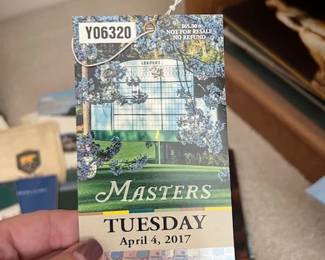 Y06320
$65.00
NOT FOR RESALE
NO REFUND
LEADERS
MASTERS
TUESDAY
April 4, 2017